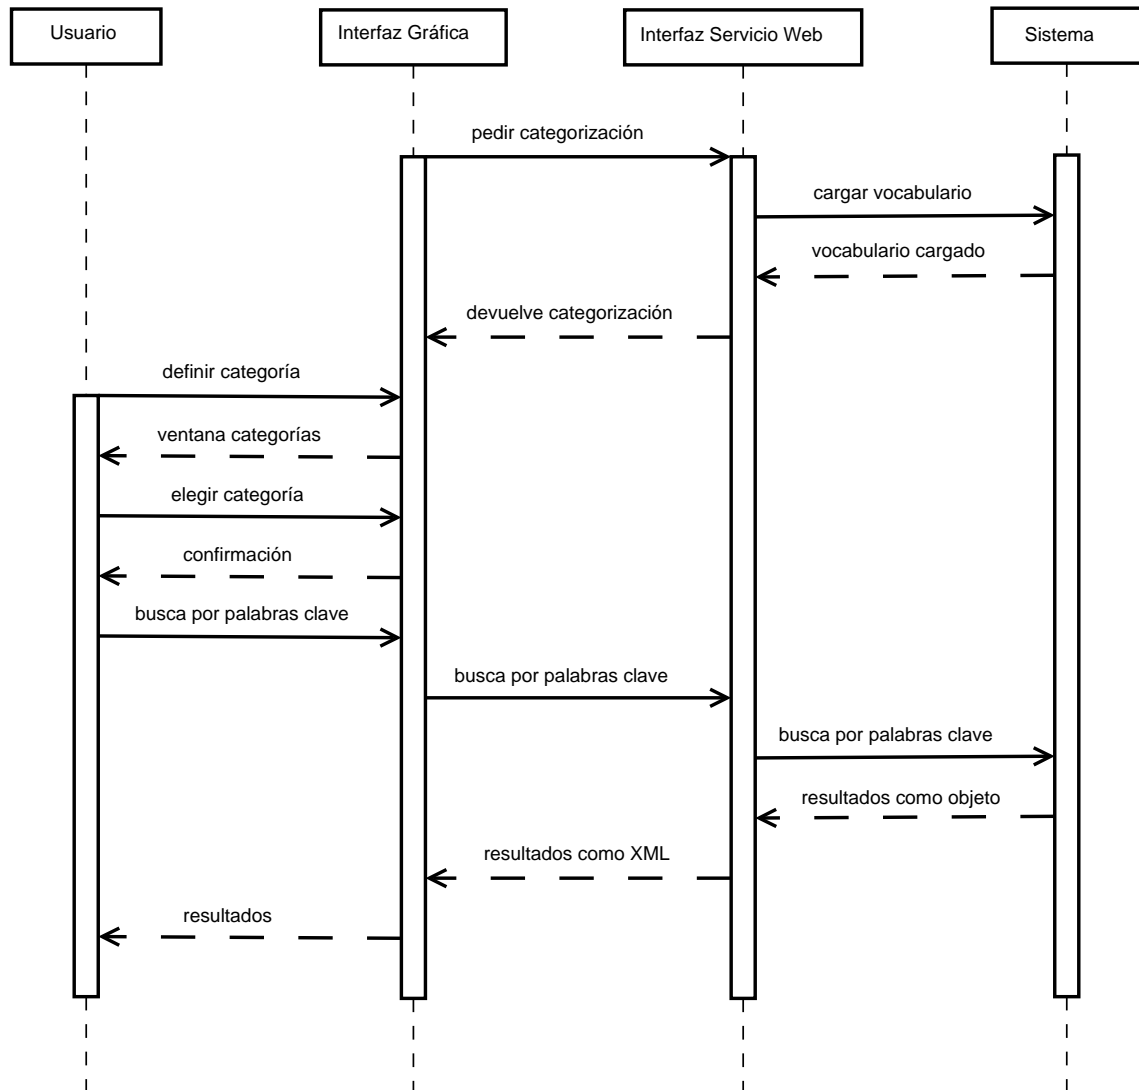 Usuario
Interfaz Gráfica
Interfaz Servicio Web
Sistema
pedir categorización
cargar vocabulario
vocabulario cargado
devuelve categorización
definir categoría
ventana categorías
elegir categoría
confirmación
busca por palabras clave
busca por palabras clave
busca por palabras clave
resultados como objeto
resultados como XML
resultados